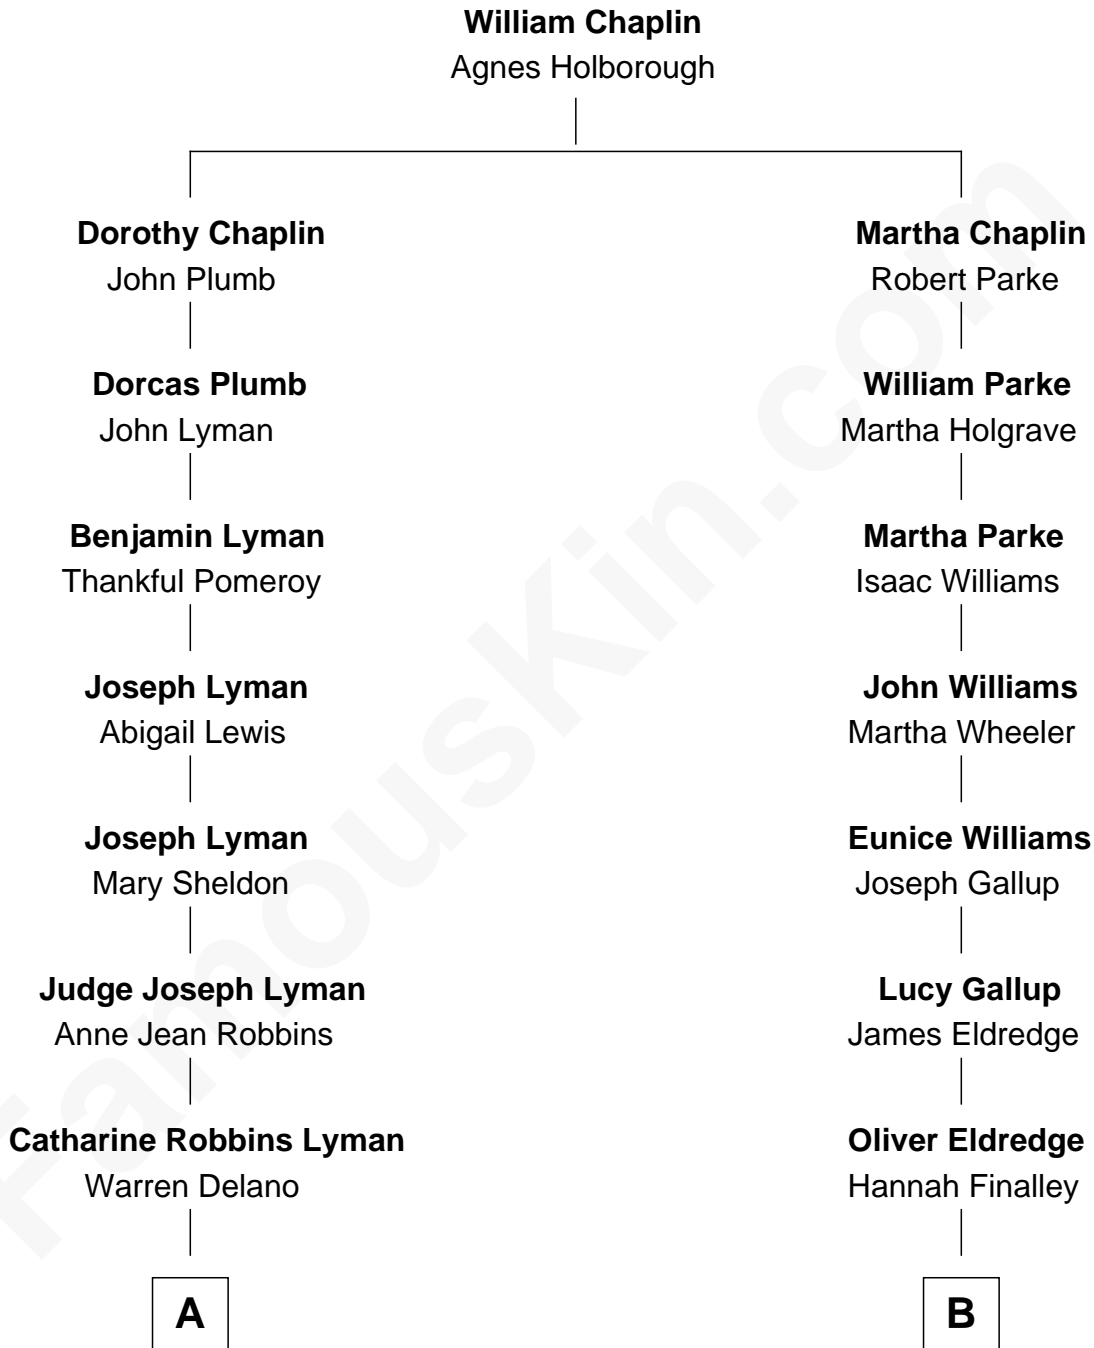 William Chaplin
Agnes Holborough
Dorothy Chaplin
John Plumb
Martha Chaplin
Robert Parke
Dorcas Plumb
John Lyman
William Parke
Martha Holgrave
Benjamin Lyman
Thankful Pomeroy
Martha Parke
Isaac Williams
Joseph Lyman
Abigail Lewis
John Williams
Martha Wheeler
Joseph Lyman
Mary Sheldon
Eunice Williams
Joseph Gallup
Judge Joseph Lyman
Anne Jean Robbins
Lucy Gallup
James Eldredge
Catharine Robbins Lyman
Warren Delano
Oliver Eldredge
Hannah Finalley
A
B
FamousKin.com